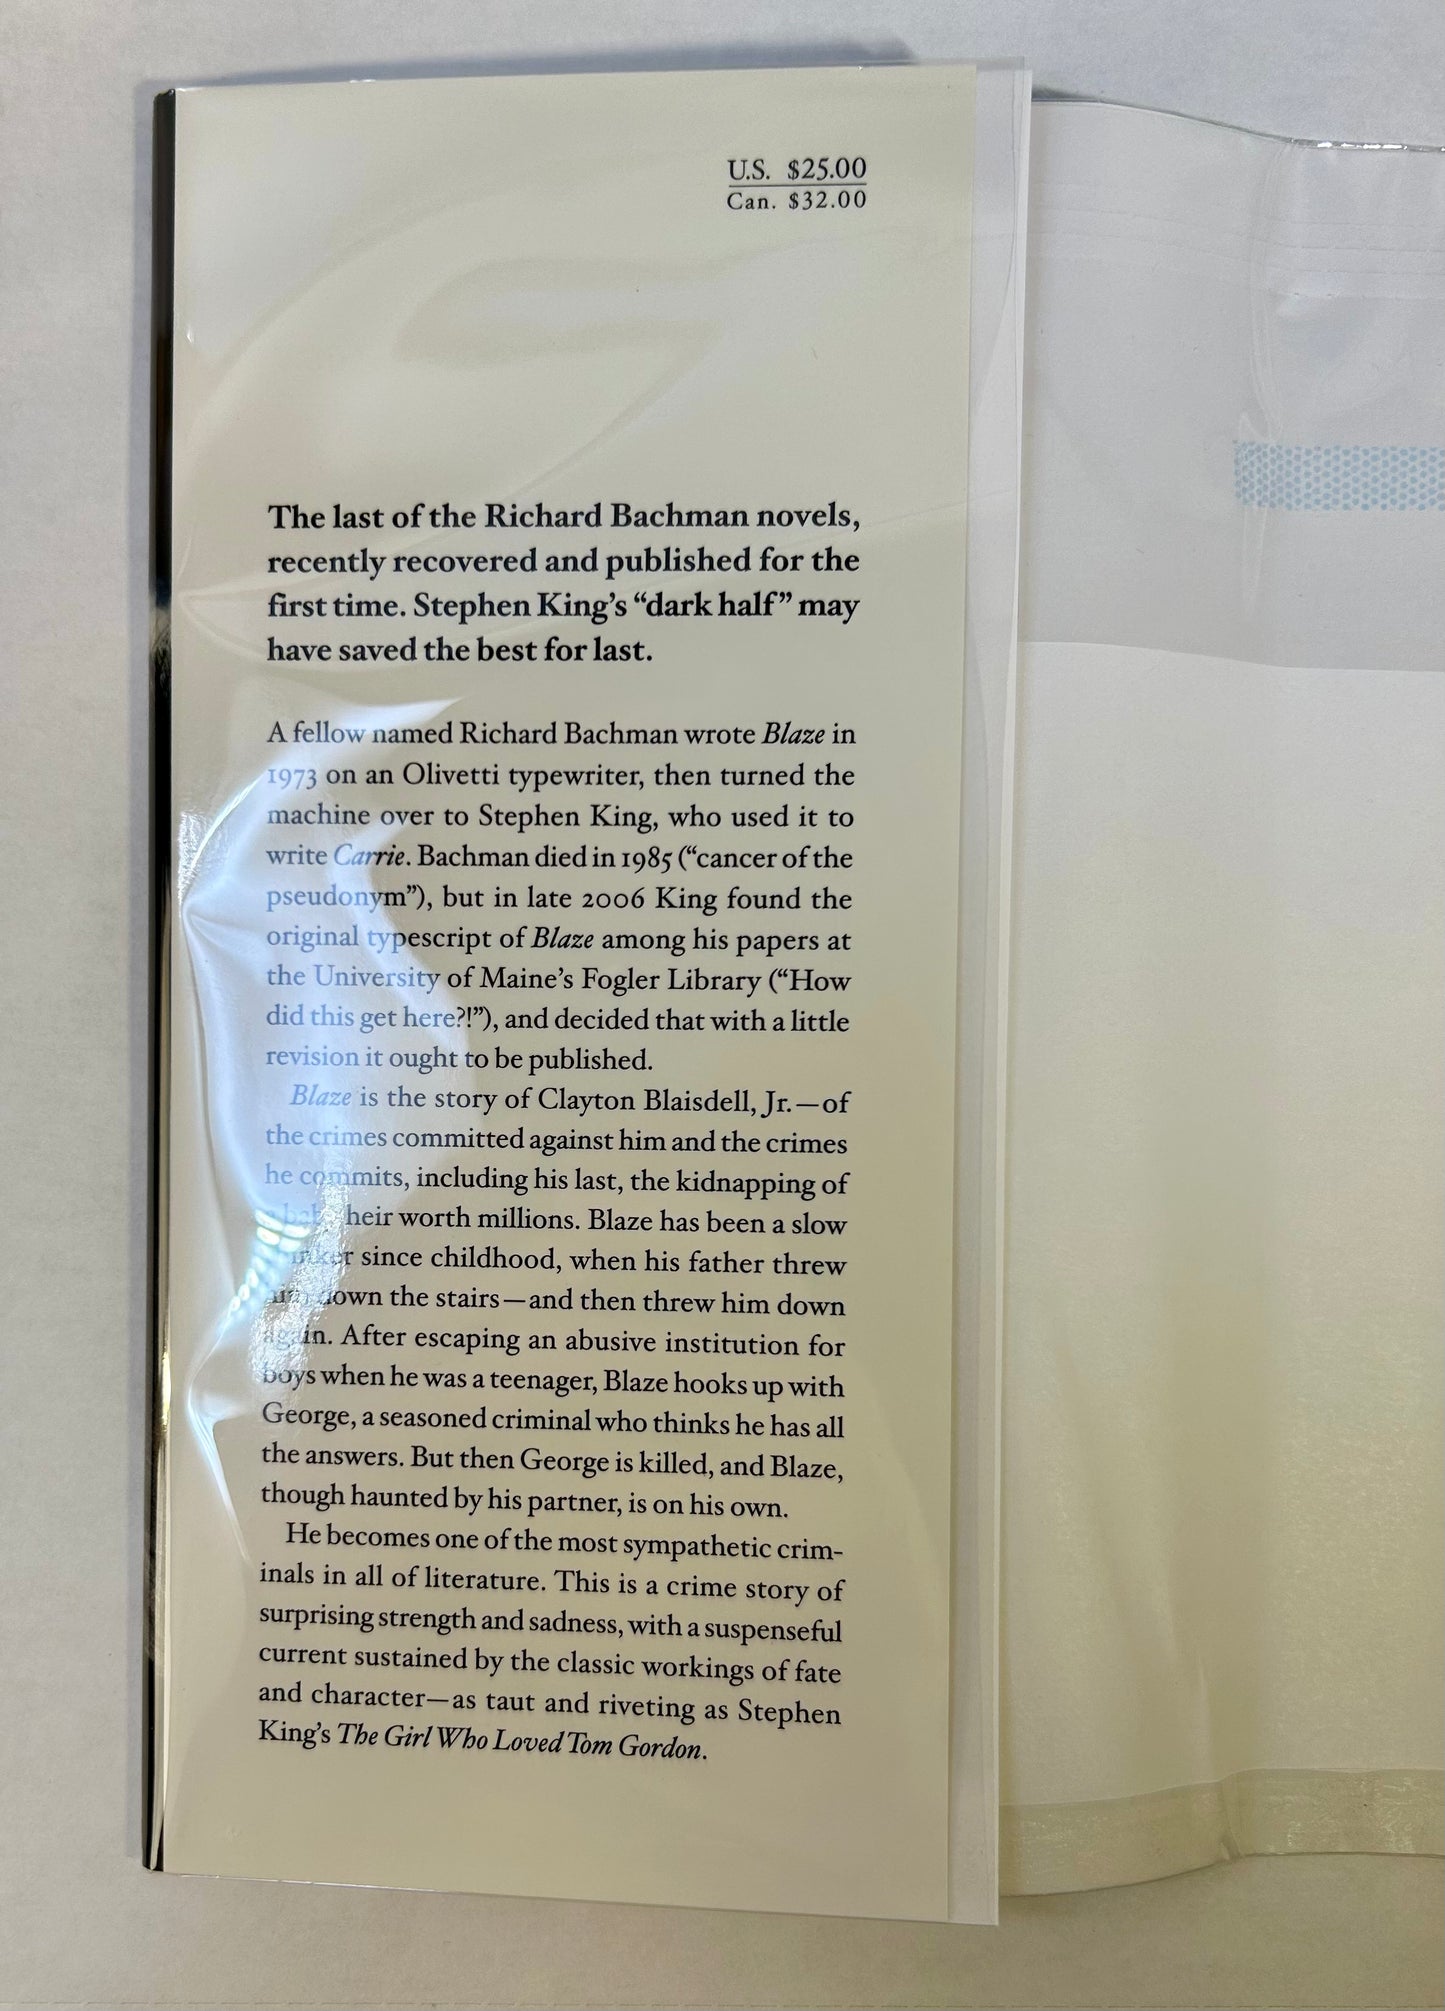 U.S. $25.00
Can. $32.00
The last of the Richard Bachman novels,
recently recovered and published for the
first time. Stephen King’s “dark half” may
have saved the best for last.
A fellow named Richard Bachman wrote Blaze in
1973 on an Olivetti typewriter, then turned the
machine over to Stephen King, who used it to
write Carrie. Bachman died in 1985 (“cancer of the
pseudonym”), but in late 2006 King found the
original typescript of Blaze among his papers at
the University of Maine’s Fogler Library (“How
did this get here?!”), and decided that with a little
revision it ought to be published.
Blaze is the story of Clayton Blaisdell, Jr.—of
the crimes committed against him and the crimes
he commits, including his last, the kidnapping of
a baby heir worth millions. Blaze has been a slow
since childhood, when his father threw
him down the stairs—and then threw him down
again. After escaping an abusive institution for
boys when he was a teenager, Blaze hooks up with
George, a seasoned criminal who thinks he has all
the answers. But then George is killed, and Blaze,
though haunted by his partner, is on his own.
He becomes one of the most sympathetic crim-
inals in all of literature. This is a crime story of
surprising strength and sadness, with a suspenseful
current sustained by the classic workings of fate
and character—as taut and riveting as Stephen
King’s The Girl Who Loved Tom Gordon.